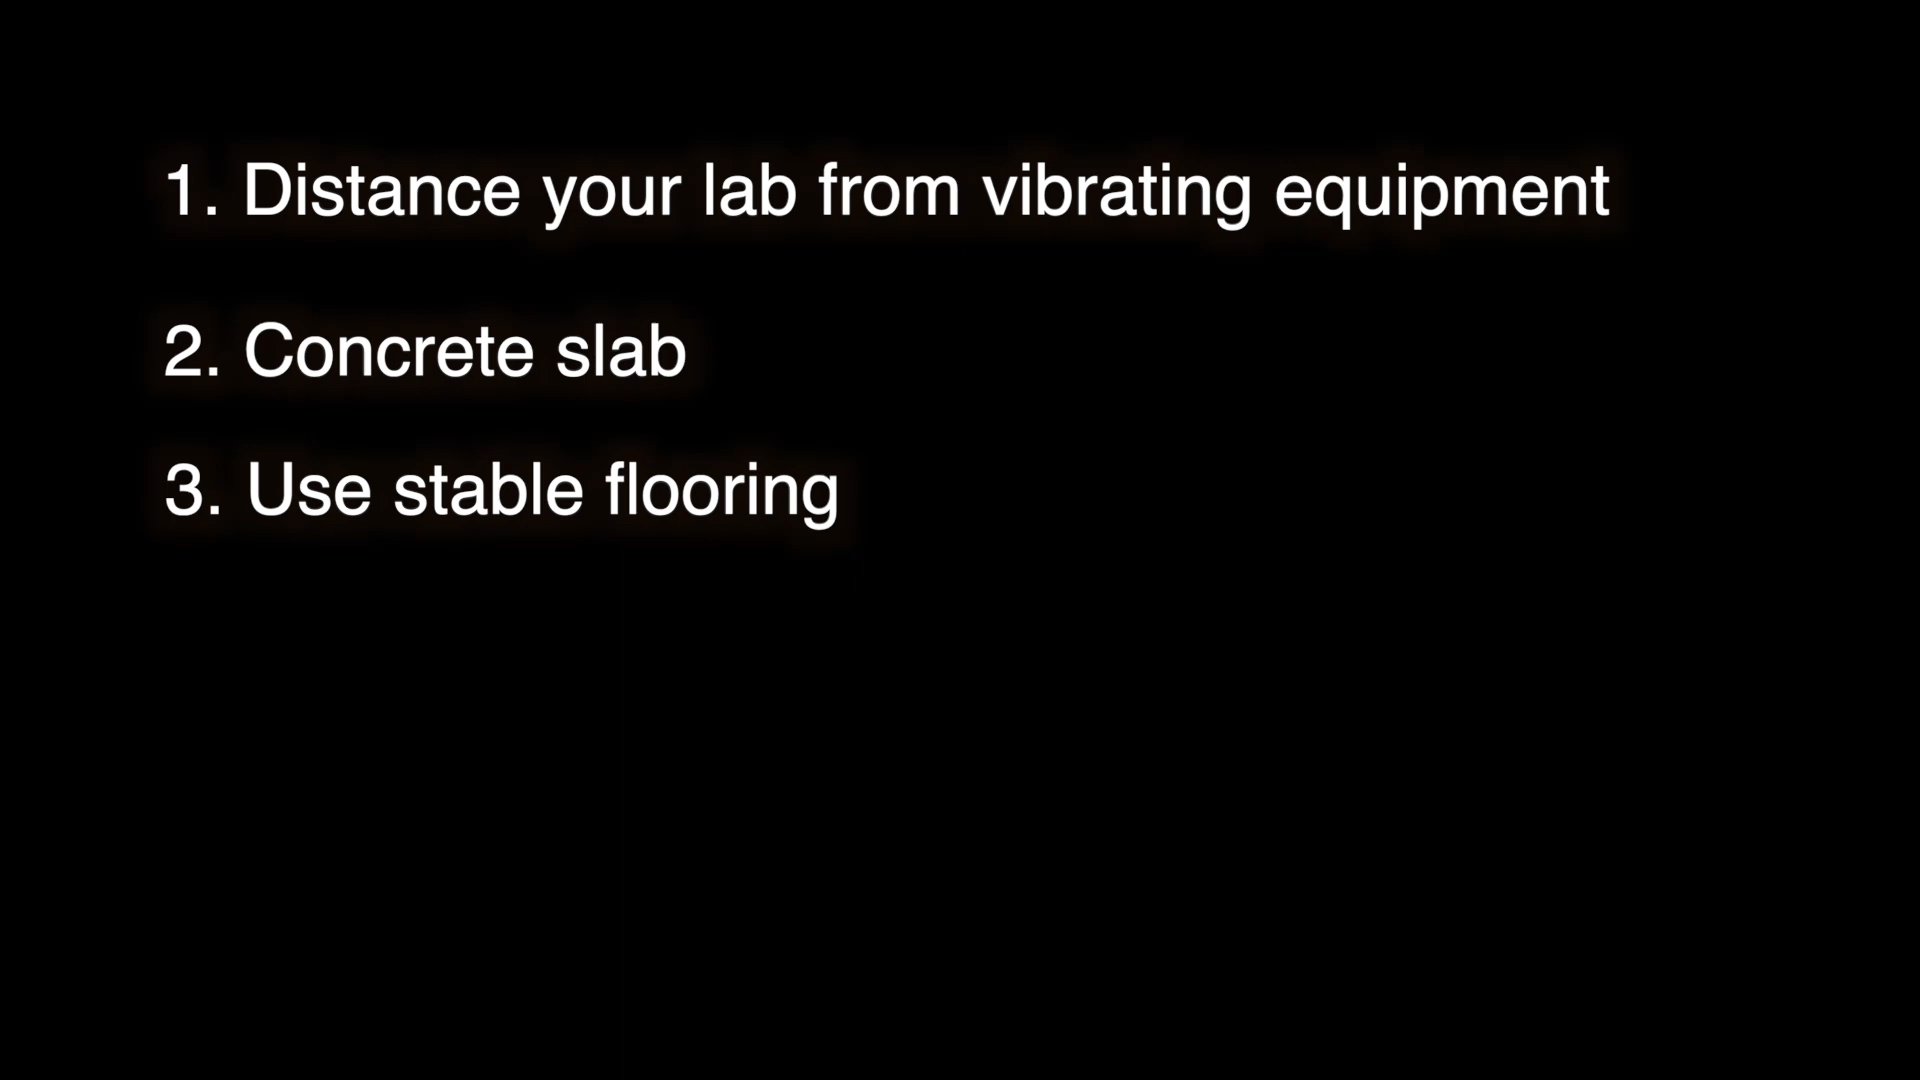 1. Distance your lab from vibrating equipment
2. Concrete slab
3. Use stable flooring